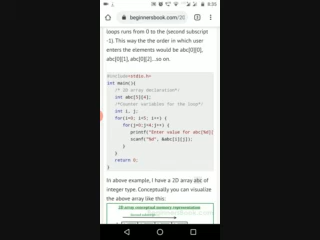 8:35
beginnersbook.com/20
loops runs from 0 to the (second subscript
-1). This way the the order in which user
enters the elements would be abc[0][0],
abc[0][1], abc[0][2]...so on.
#include<stdio.h>
int main(){
/* 2D array declaration*/
int abc[5][4];
/*Counter variables for the loop*/
int i, j;
for(i=0; i<5; i++) {
for(j=0;j<4;j++) {
printf("Enter value for abc[%d]
scanf("%d", &abc[i][j]);
}
}
return 0;
}
In above example, I have a 2D array abc of
integer type. Conceptually you can visualize
the above array like this:
2D array conceptual memory representation